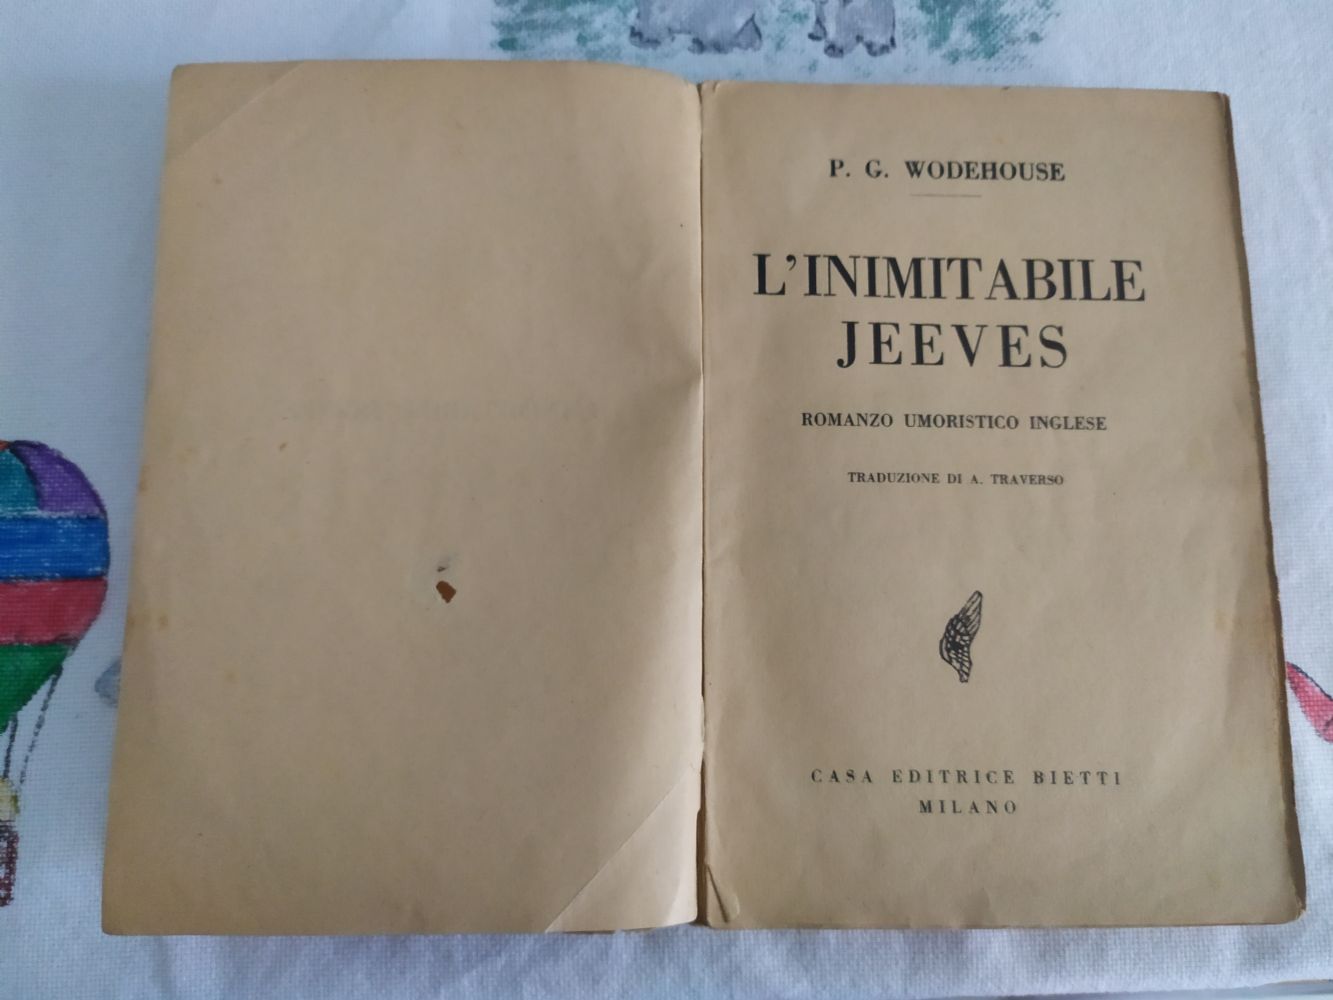 P. G. WODEHOUSE
L'INIMITABILE
JEEVES
ROMANZO UMORISTICO INGLESE
TRADUZIONE DI A. TRAVERSO
CASA EDITRICE BIETTI
MILANO